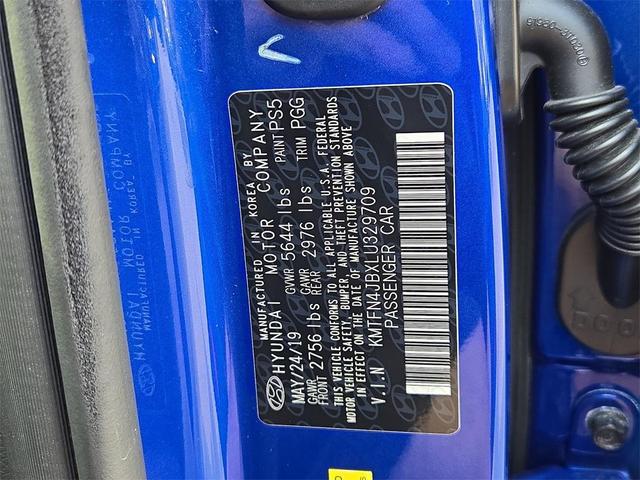 MANUFACTURED IN KOREA BY
HYUNDAI MOTOR COMPANY
MAY/24/19 GVWR 5644 lbs PAINT PS5
GAWR FRONT 2756 lbs GAWR REAR 2976 lbs TRIM PGG
THIS VEHICLE CONFORMS TO ALL APPLICABLE U.S.A. FEDERAL
MOTOR VEHICLE SAFETY, BUMPER, AND THEFT PREVENTION STANDARDS
IN EFFECT ON THE DATE OF MANUFACTURE SHOWN ABOVE
V.I.N KMTFN4JBXLU329709
PASSENGER CAR